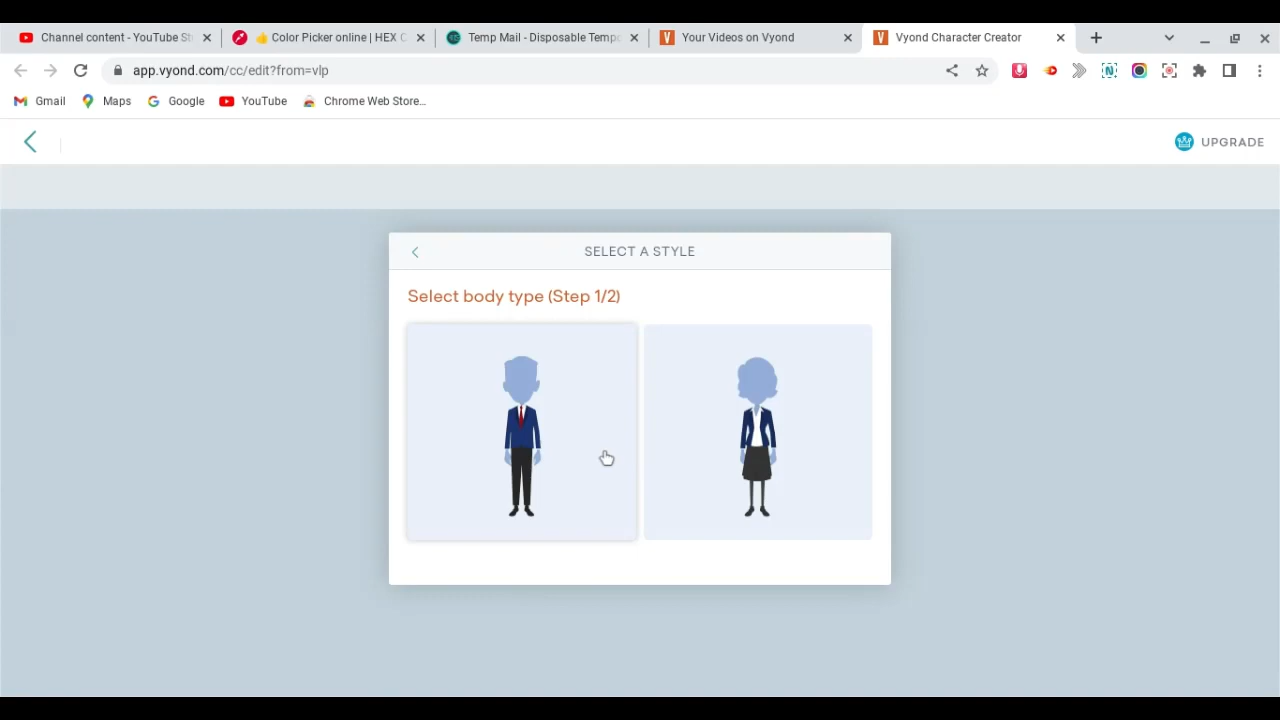 Channel content - YouTube St
👍 Color Picker online | HEX C
Temp Mail - Disposable Tempo
Your Videos on Vyond
Vyond Character Creator
app.vyond.com/cc/edit?from=vlp
Gmail
Maps
Google
YouTube
Chrome Web Store...
UPGRADE
SELECT A STYLE
Select body type (Step 1/2)